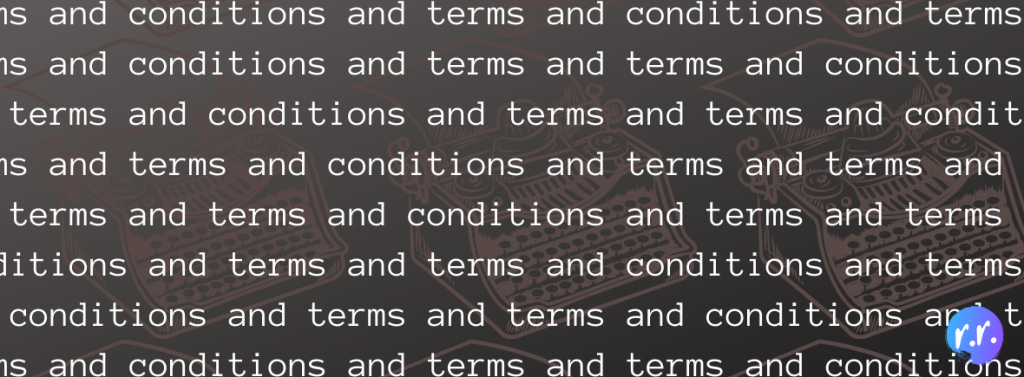 ms and conditions and terms and conditions and terms
ms and conditions and terms and terms and conditions
terms and conditions and terms and terms and condit
ms and terms and conditions and terms and terms and
terms and terms and conditions and terms and terms
ditions and terms and terms and conditions and terms
conditions and terms and terms and conditions and t
r.r.
ms and conditions and terms and terms and conditions